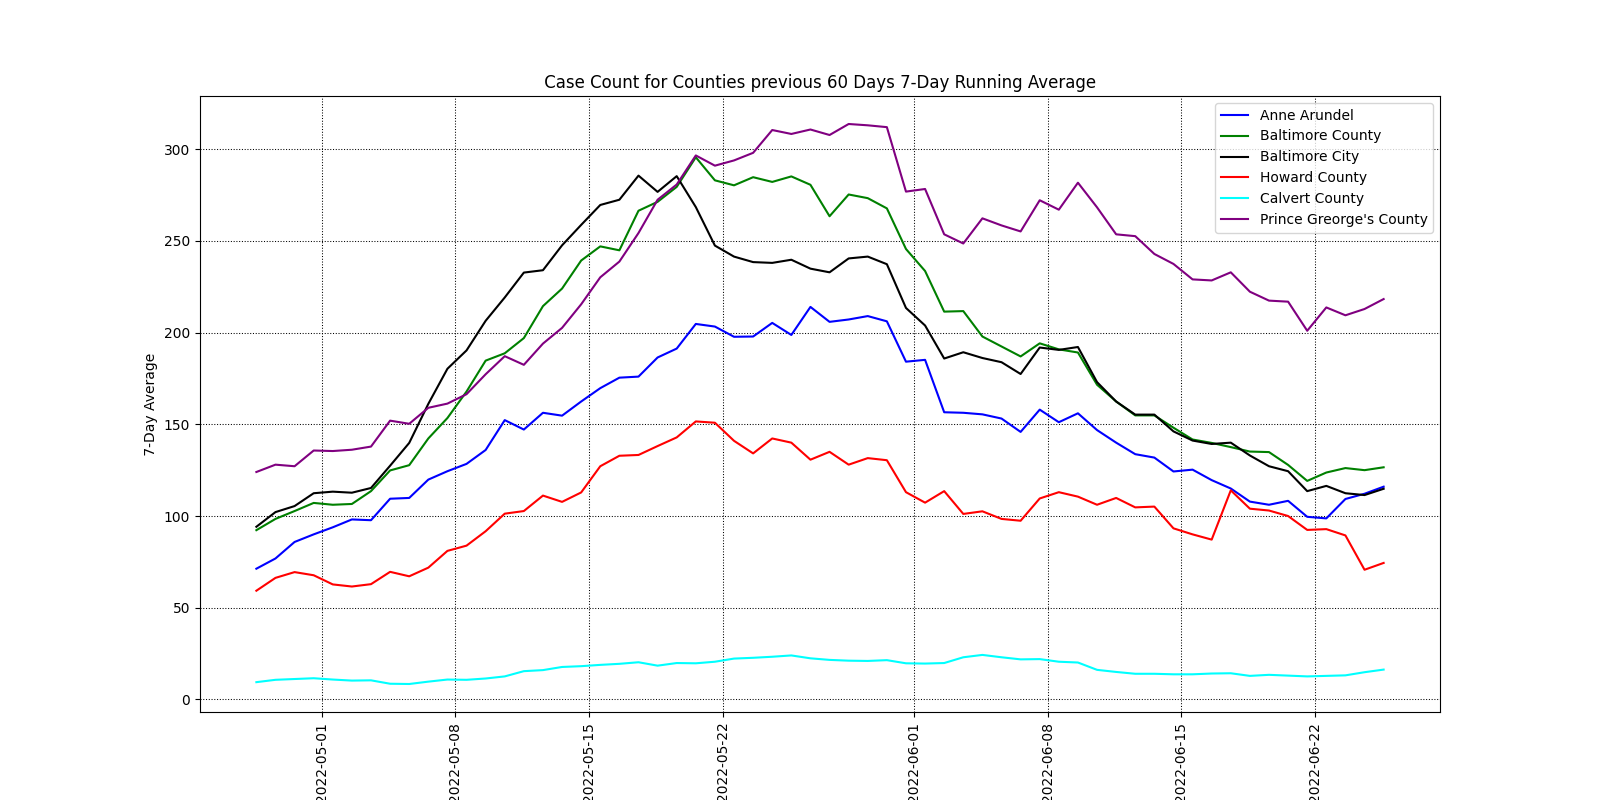 Case Count for Counties previous 60 Days 7-Day Running Average
Anne Arundel
Baltimore County
Baltimore City
Howard County
Calvert County
Prince Greorge's County
300
250
200
150
100
50
0
7-Day Average
2022-05-01
2022-05-08
2022-05-15
2022-05-22
2022-06-01
2022-06-08
2022-06-15
2022-06-22